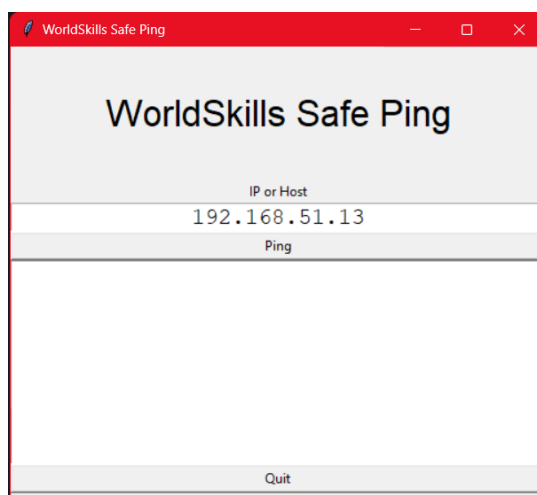 WorldSkills Safe Ping
WorldSkills Safe Ping
IP or Host
192.168.51.13
Ping
Quit